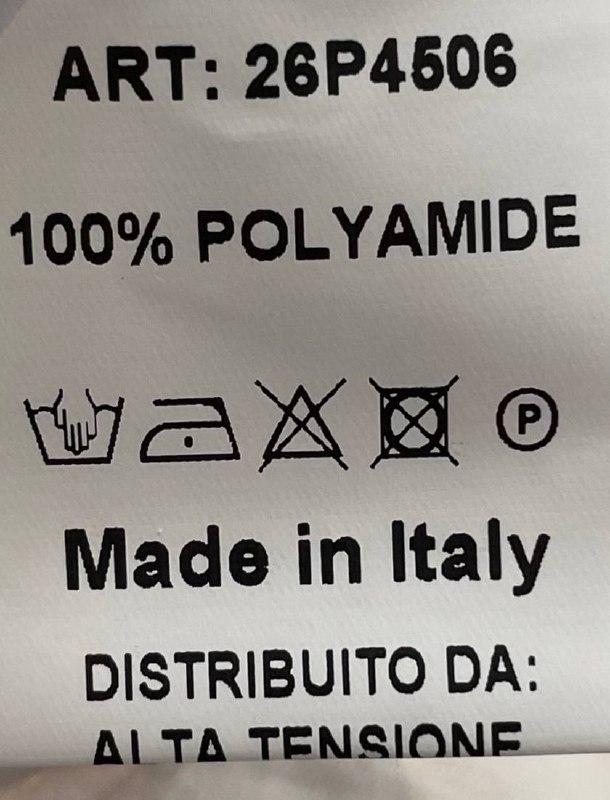 ART: 26P4506
100% POLYAMIDE
P
Made in Italy
DISTRIBUITO DA:
ALTA TENSIONE